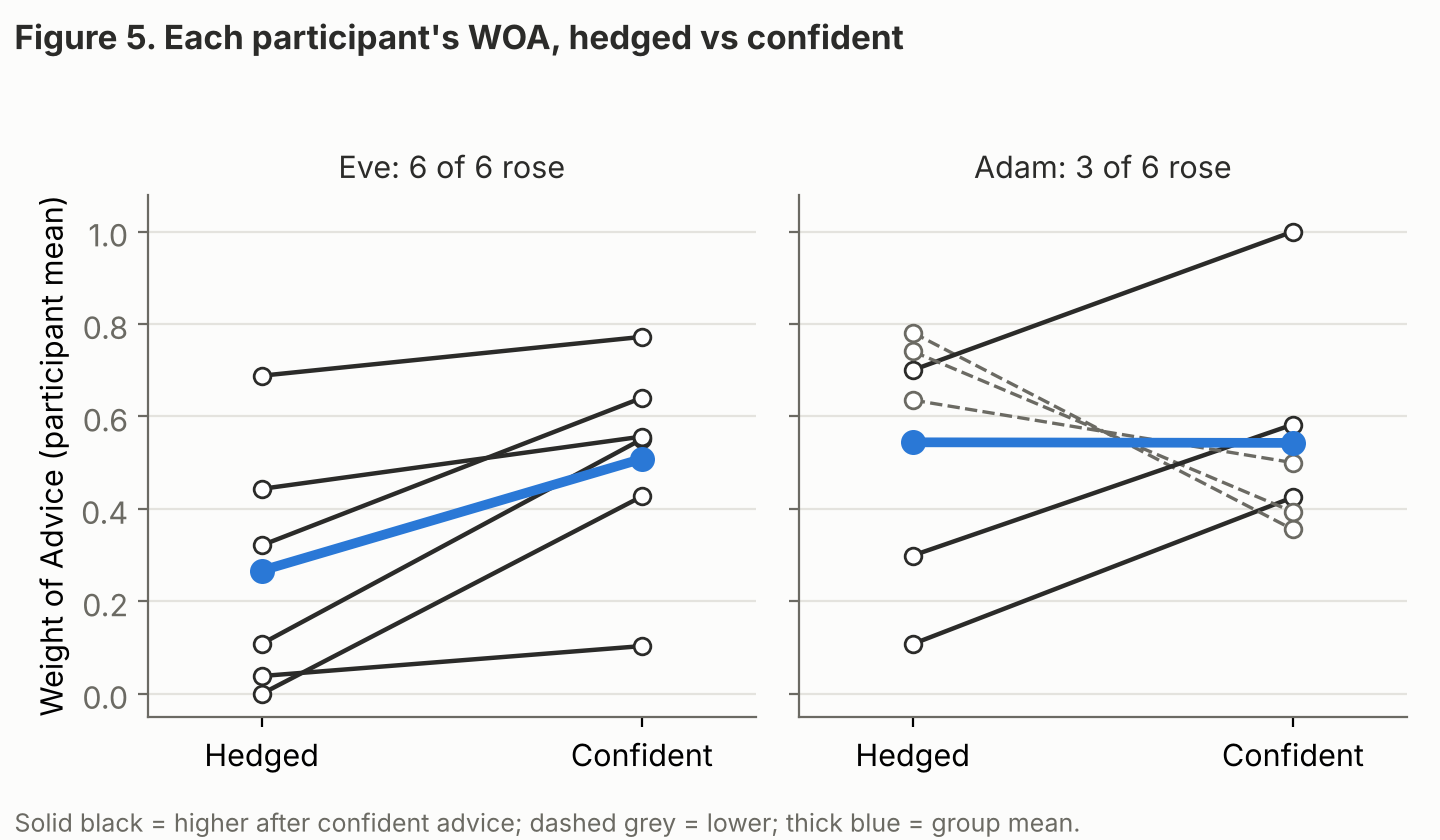 Figure 5. Each participant's WOA, hedged vs confident
Eve: 6 of 6 rose
Adam: 3 of 6 rose
Weight of Advice (participant mean)
1.0
0.8
0.6
0.4
0.2
0.0
Hedged
Confident
Hedged
Confident
Solid black = higher after confident advice; dashed grey = lower; thick blue = group mean.